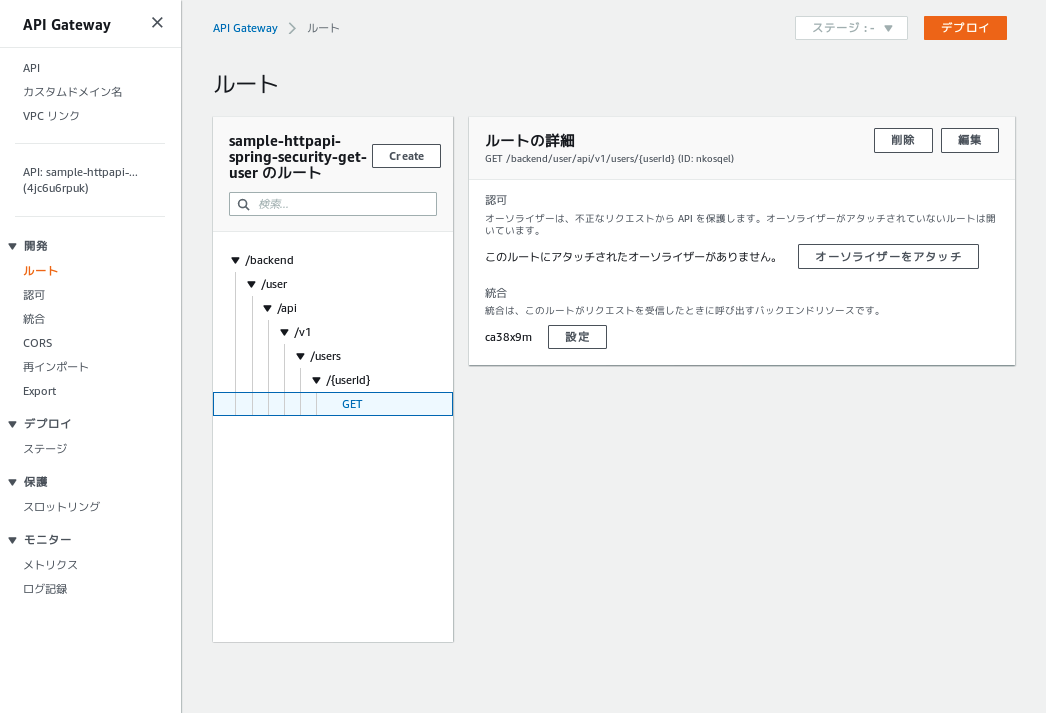 API Gateway
API
カスタムドメイン名
VPC リンク
API: sample-httpapi-...
(4jc6u6rpuk)
開発
ルート
認可
統合
CORS
再インポート
Export
デプロイ
ステージ
保護
スロットリング
モニター
メトリクス
ログ記録
API Gateway
ルート
ステージ : -
デプロイ
ルート
sample-httpapi-
spring-security-get-
user のルート
Create
検索...
/backend
/user
/api
/v1
/users
/{userId}
GET
ルートの詳細
削除
編集
GET /backend/user/api/v1/users/{userId} (ID: nkosqel)
認可
オーソライザーは、不正なリクエストから API を保護します。オーソライザーがアタッチされていないルートは開
いています。
このルートにアタッチされたオーソライザーがありません。
オーソライザーをアタッチ
統合
統合は、このルートがリクエストを受信したときに呼び出すバックエンドリソースです。
ca38x9m
設定